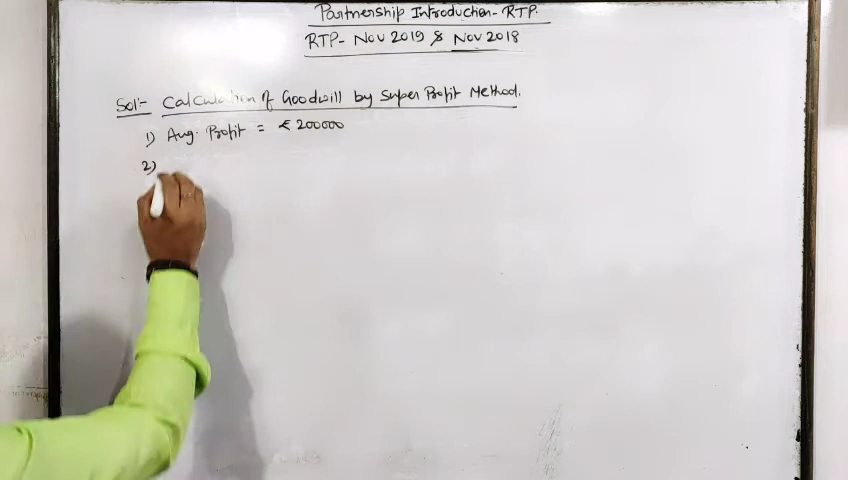 Partnership Introduction - RTP.
RTP - Nov 2019 & Nov 2018
Sol:- Calculation of Goodwill by Super Profit Method.
1) Avg. Profit = ₹ 200000
2)